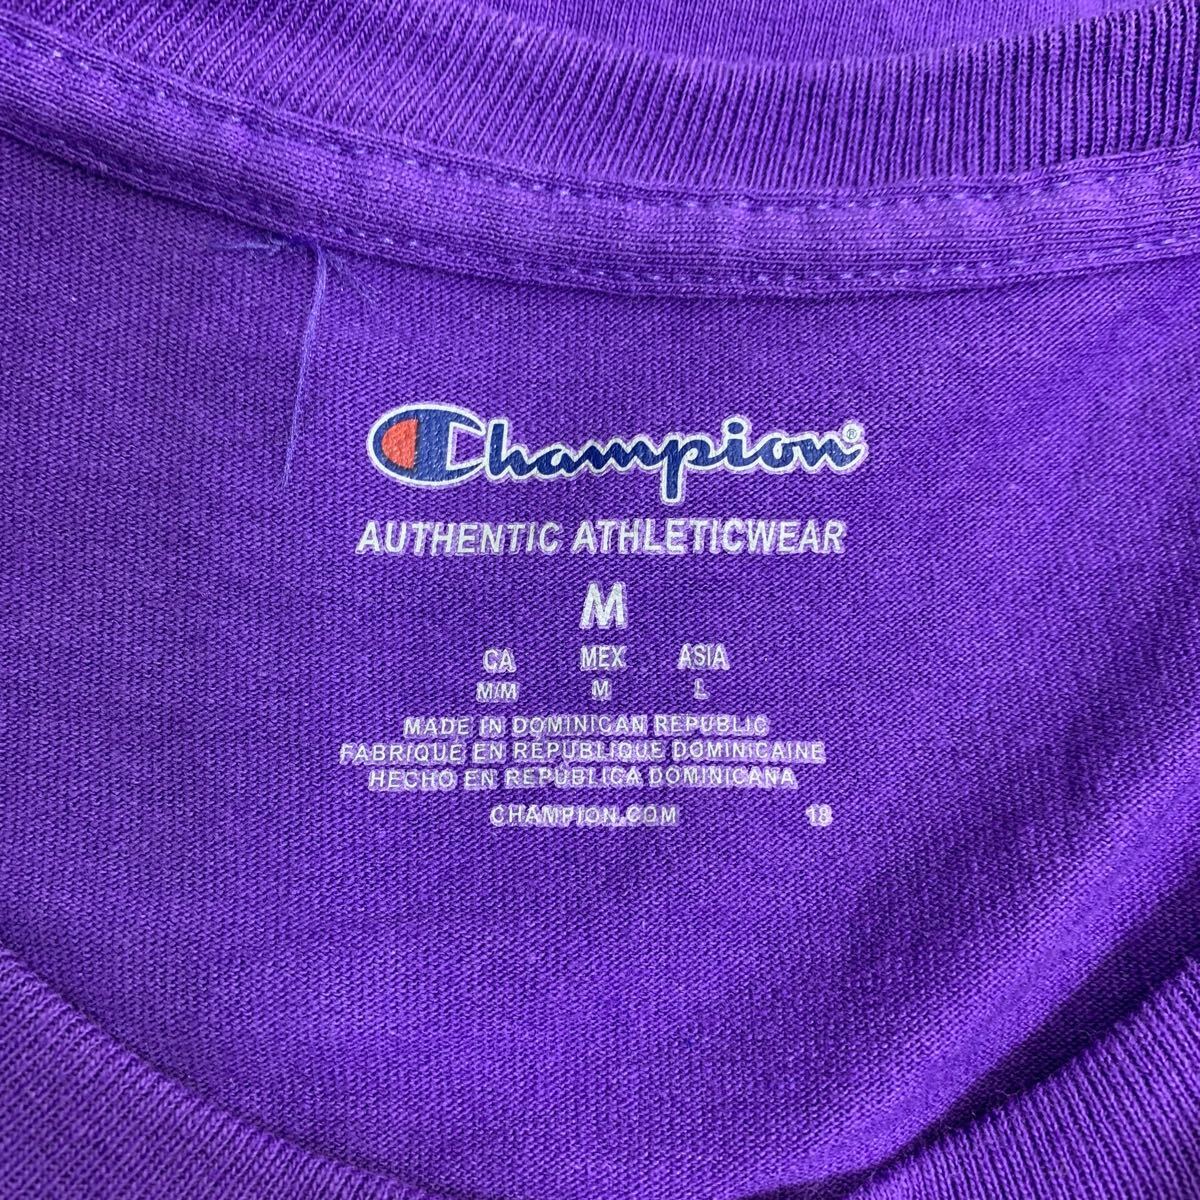 Champion®
AUTHENTIC ATHLETICWEAR
M
CA MEX ASIA
M/M M L
MADE IN DOMINICAN REPUBLIC
FABRIQUE EN RÉPUBLIQUE DOMINICAINE
HECHO EN REPÚBLICA DOMINICANA
CHAMPION.COM 18